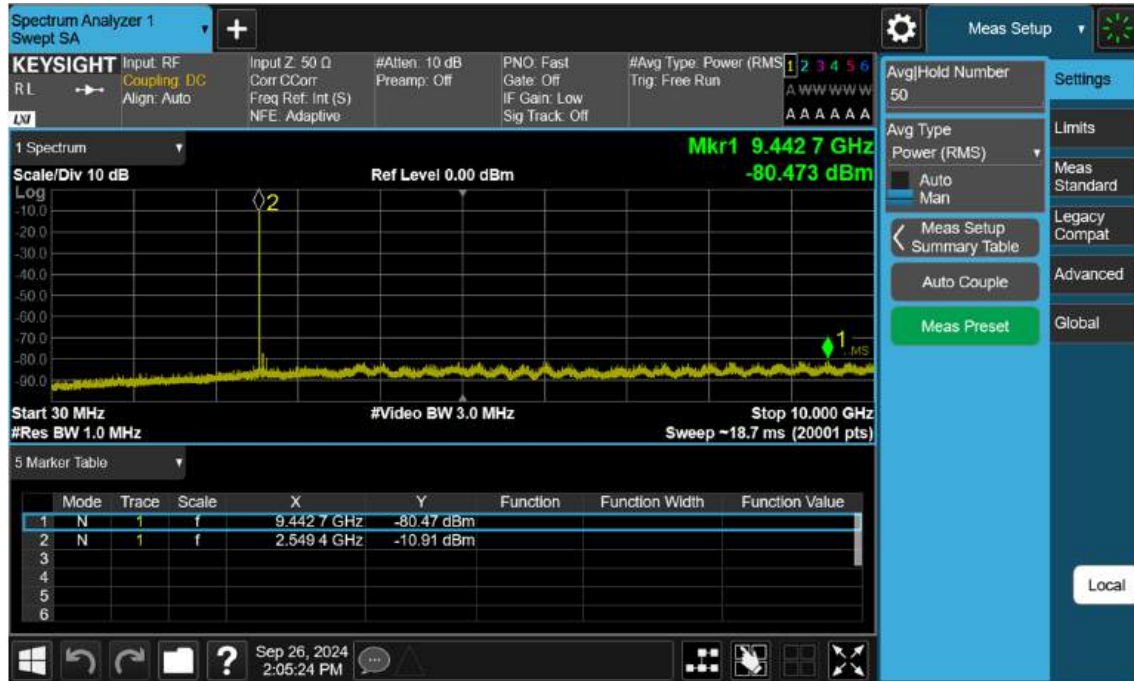 Spectrum Analyzer 1
Swept SA
+
Meas Setup
KEYSIGHT
RL
LXI
Input: RF
Coupling: DC
Align: Auto
Input Z: 50 Ω
Corr CCorr
Freq Ref: Int (S)
NFE: Adaptive
#Atten: 10 dB
Preamp: Off
PNO: Fast
Gate: Off
IF Gain: Low
Sig Track: Off
#Avg Type: Power (RMS
Trig: Free Run
1 2 3 4 5 6
A W W W W W
A A A A A A
1 Spectrum
Mkr1 9.442 7 GHz
-80.473 dBm
Scale/Div 10 dB
Ref Level 0.00 dBm
Log
-10.0
-20.0
-30.0
-40.0
-50.0
-60.0
-70.0
-80.0
-90.0
2
1
Start 30 MHz
#Video BW 3.0 MHz
Stop 10.000 GHz
#Res BW 1.0 MHz
Sweep ~18.7 ms (20001 pts)
5 Marker Table
Mode Trace Scale X Y Function Function Width Function Value
1 N 1 f 9.442 7 GHz -80.47 dBm
2 N 1 f 2.549 4 GHz -10.91 dBm
3
4
5
6
?
Sep 26, 2024
2:05:24 PM
Avg|Hold Number
50
Avg Type
Power (RMS)
Auto
Man
Meas Setup
Summary Table
Auto Couple
Meas Preset
Settings
Limits
Meas
Standard
Legacy
Compat
Advanced
Global
Local